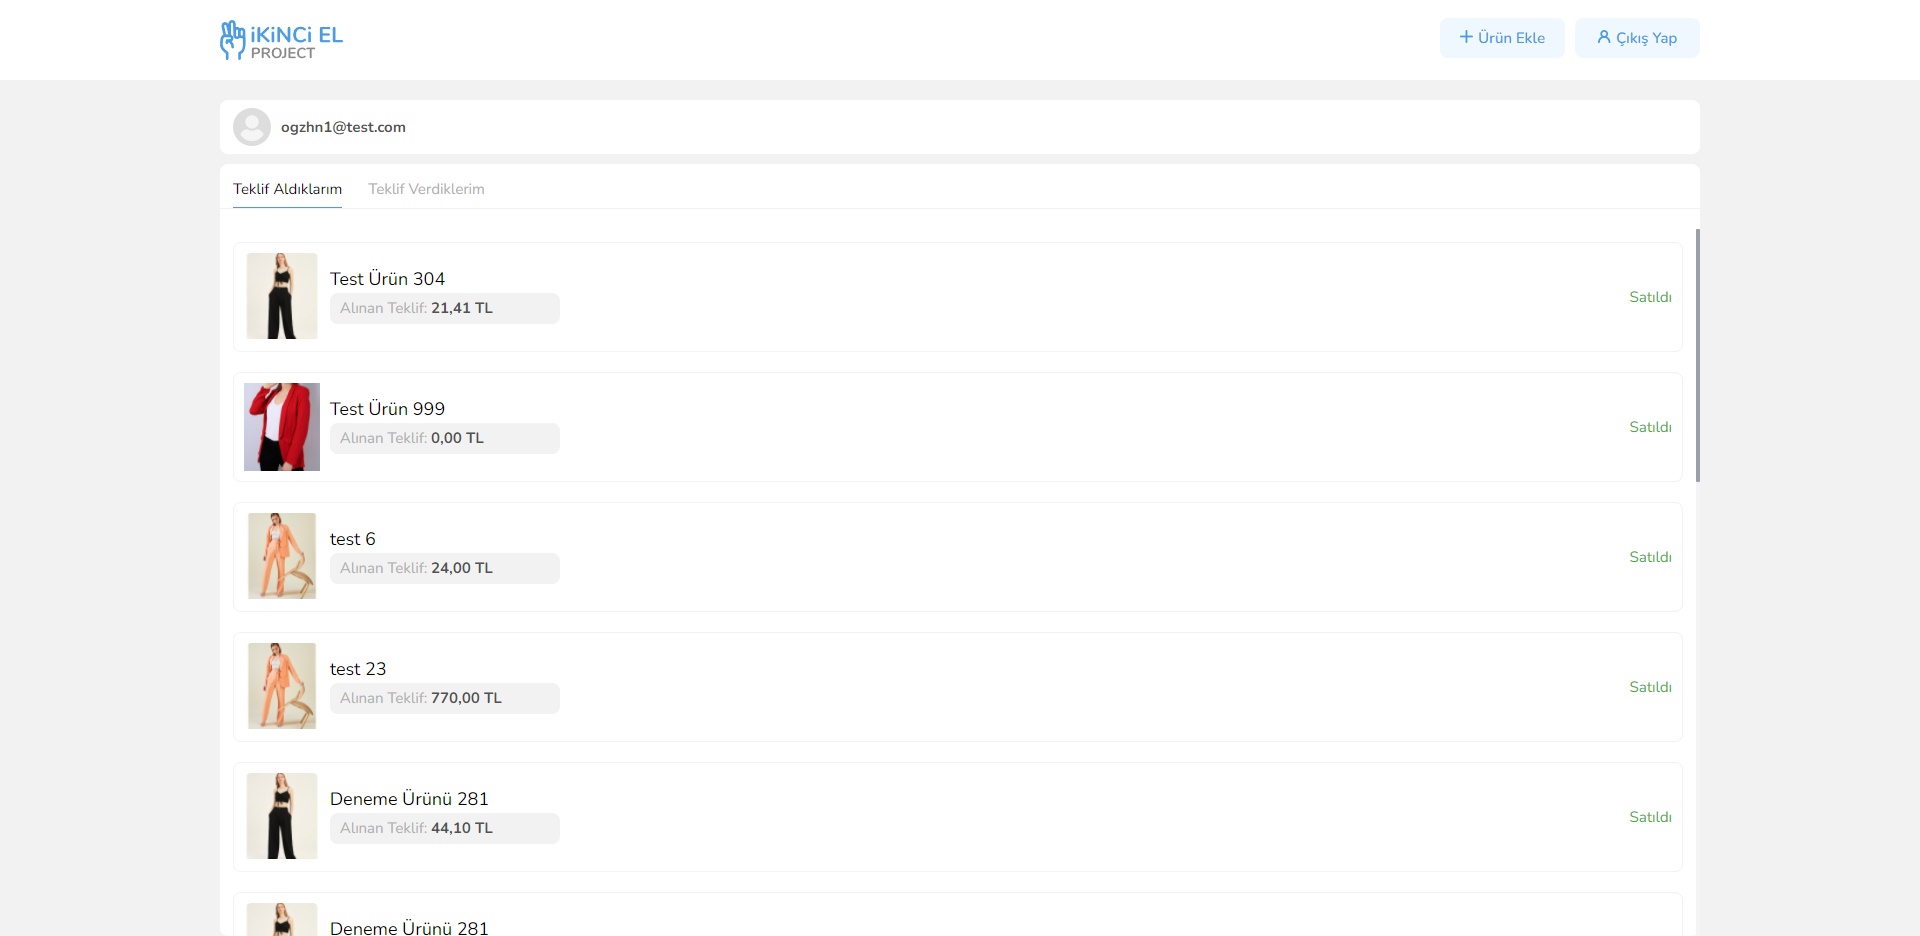 iKiNCi EL
PROJECT
Ürün Ekle
Çıkış Yap
ogzhn1@test.com
Teklif Aldıklarım
Teklif Verdiklerim
Test Ürün 304
Alınan Teklif: 21,41 TL
Satıldı
Test Ürün 999
Alınan Teklif: 0,00 TL
Satıldı
test 6
Alınan Teklif: 24,00 TL
Satıldı
test 23
Alınan Teklif: 770,00 TL
Satıldı
Deneme Ürünü 281
Alınan Teklif: 44,10 TL
Satıldı
Deneme Ürünü 281